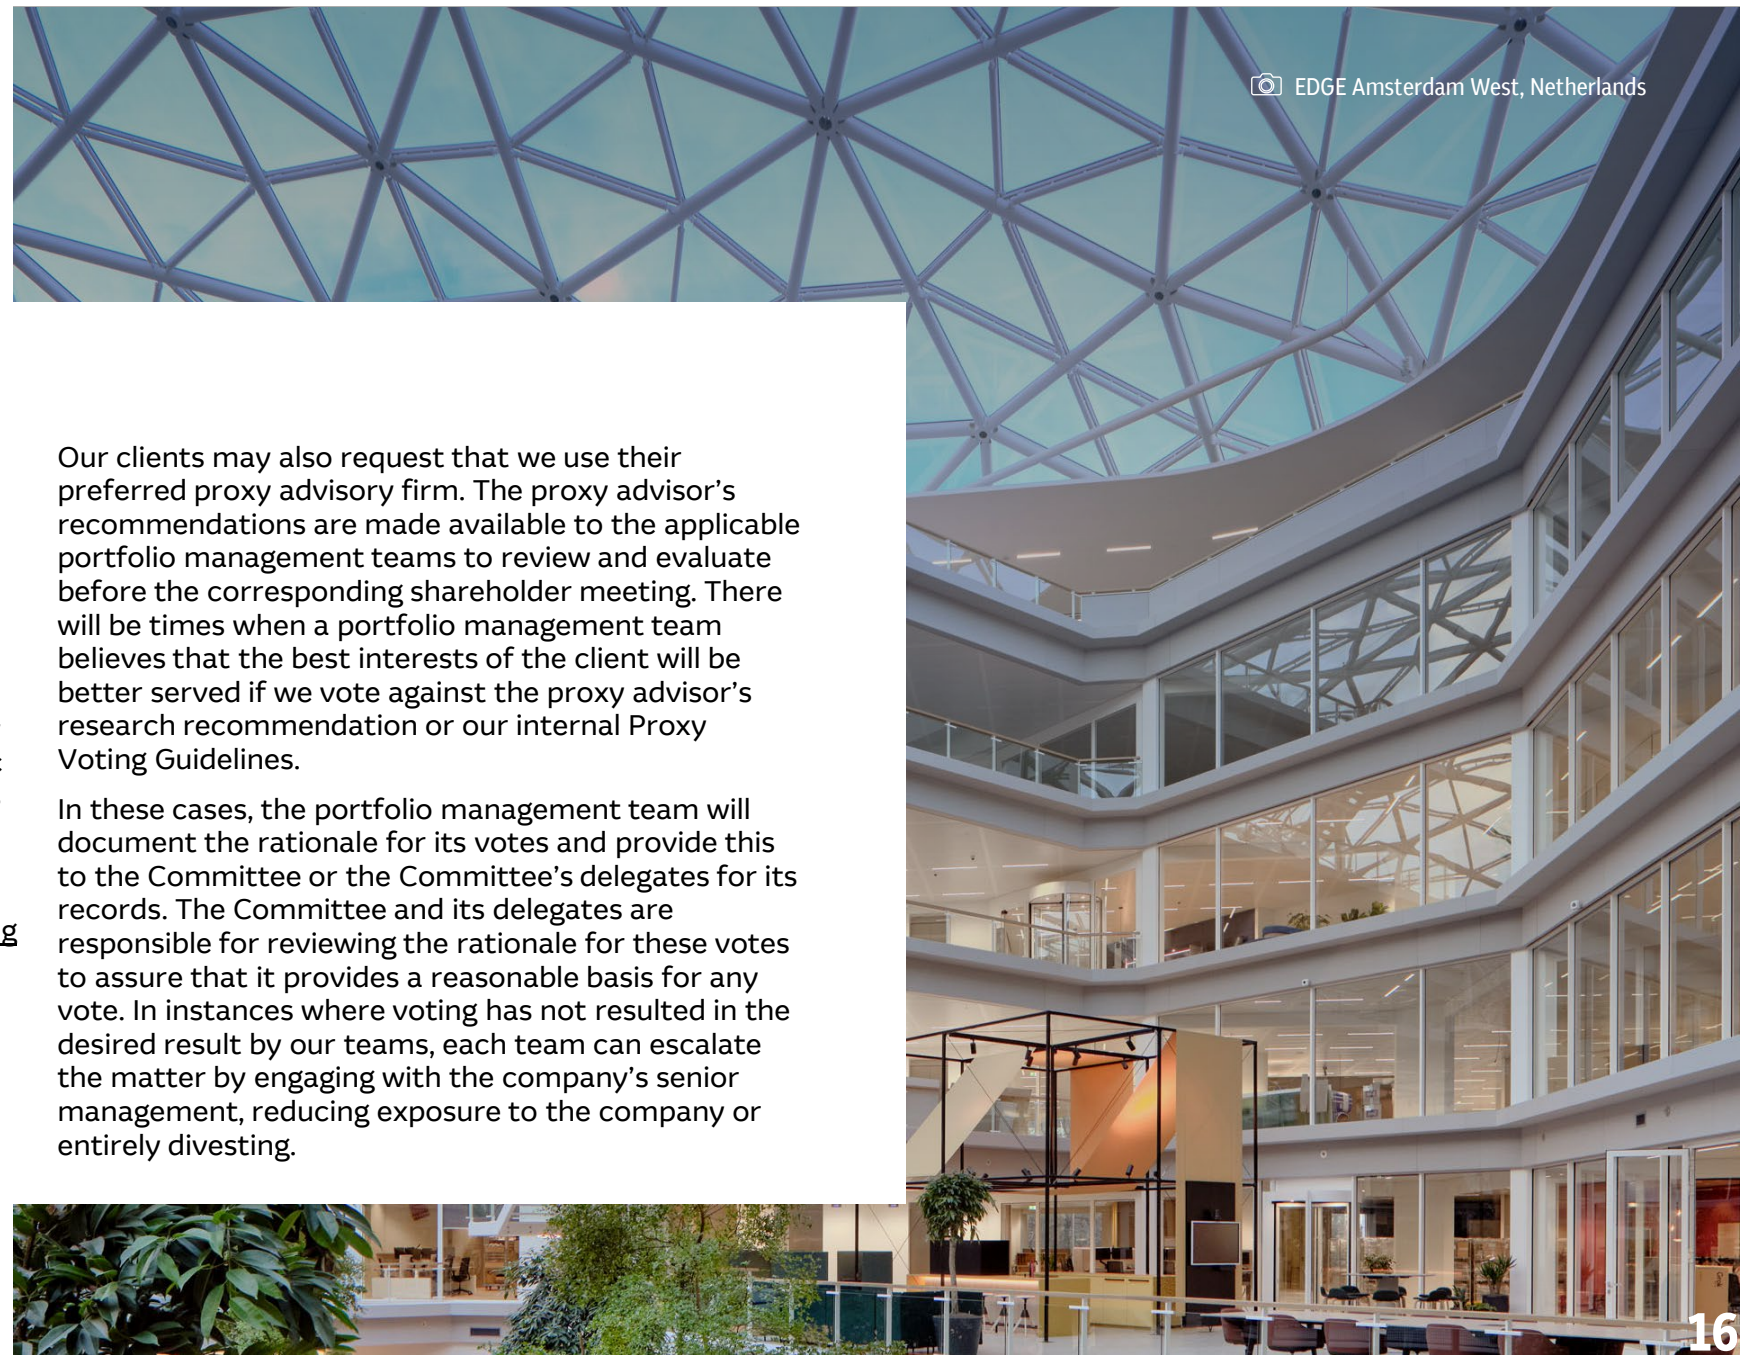 EDGE Amsterdam West, Netherlands
Our clients may also request that we use their
preferred proxy advisory firm. The proxy advisor’s
recommendations are made available to the applicable
portfolio management teams to review and evaluate
before the corresponding shareholder meeting. There
will be times when a portfolio management team
believes that the best interests of the client will be
better served if we vote against the proxy advisor’s
research recommendation or our internal Proxy
Voting Guidelines.
In these cases, the portfolio management team will
document the rationale for its votes and provide this
to the Committee or the Committee’s delegates for its
records. The Committee and its delegates are
responsible for reviewing the rationale for these votes
to assure that it provides a reasonable basis for any
vote. In instances where voting has not resulted in the
desired result by our teams, each team can escalate
the matter by engaging with the company’s senior
management, reducing exposure to the company or
entirely divesting.
16